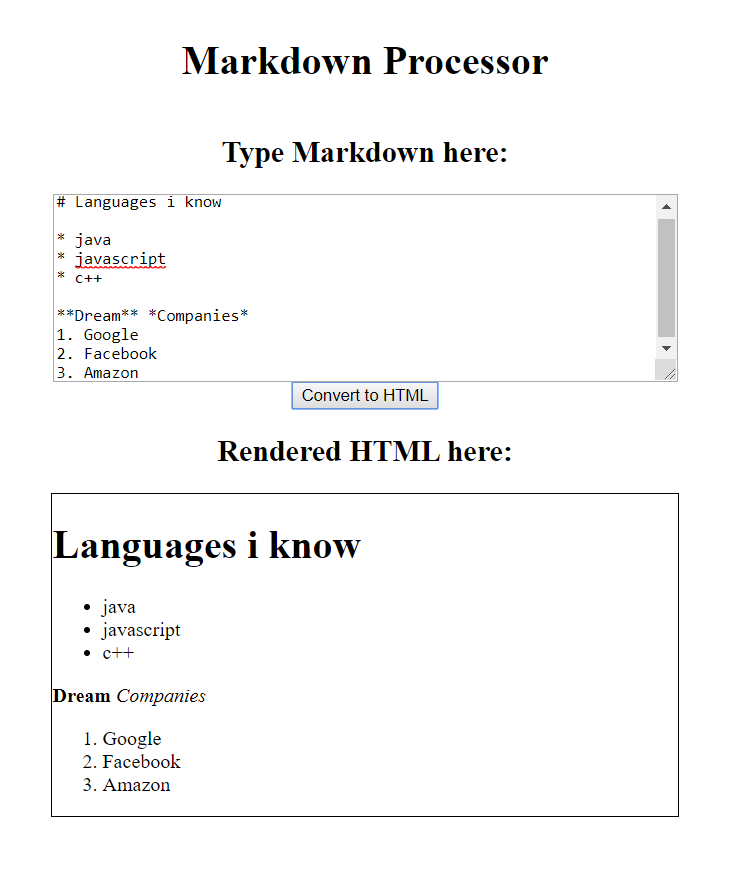 Markdown Processor
Type Markdown here:
# Languages i know
* java
* javascript
* c++
**Dream** *Companies*
1. Google
2. Facebook
3. Amazon
Convert to HTML
Rendered HTML here:
Languages i know
• java
• javascript
• c++
Dream Companies
1. Google
2. Facebook
3. Amazon